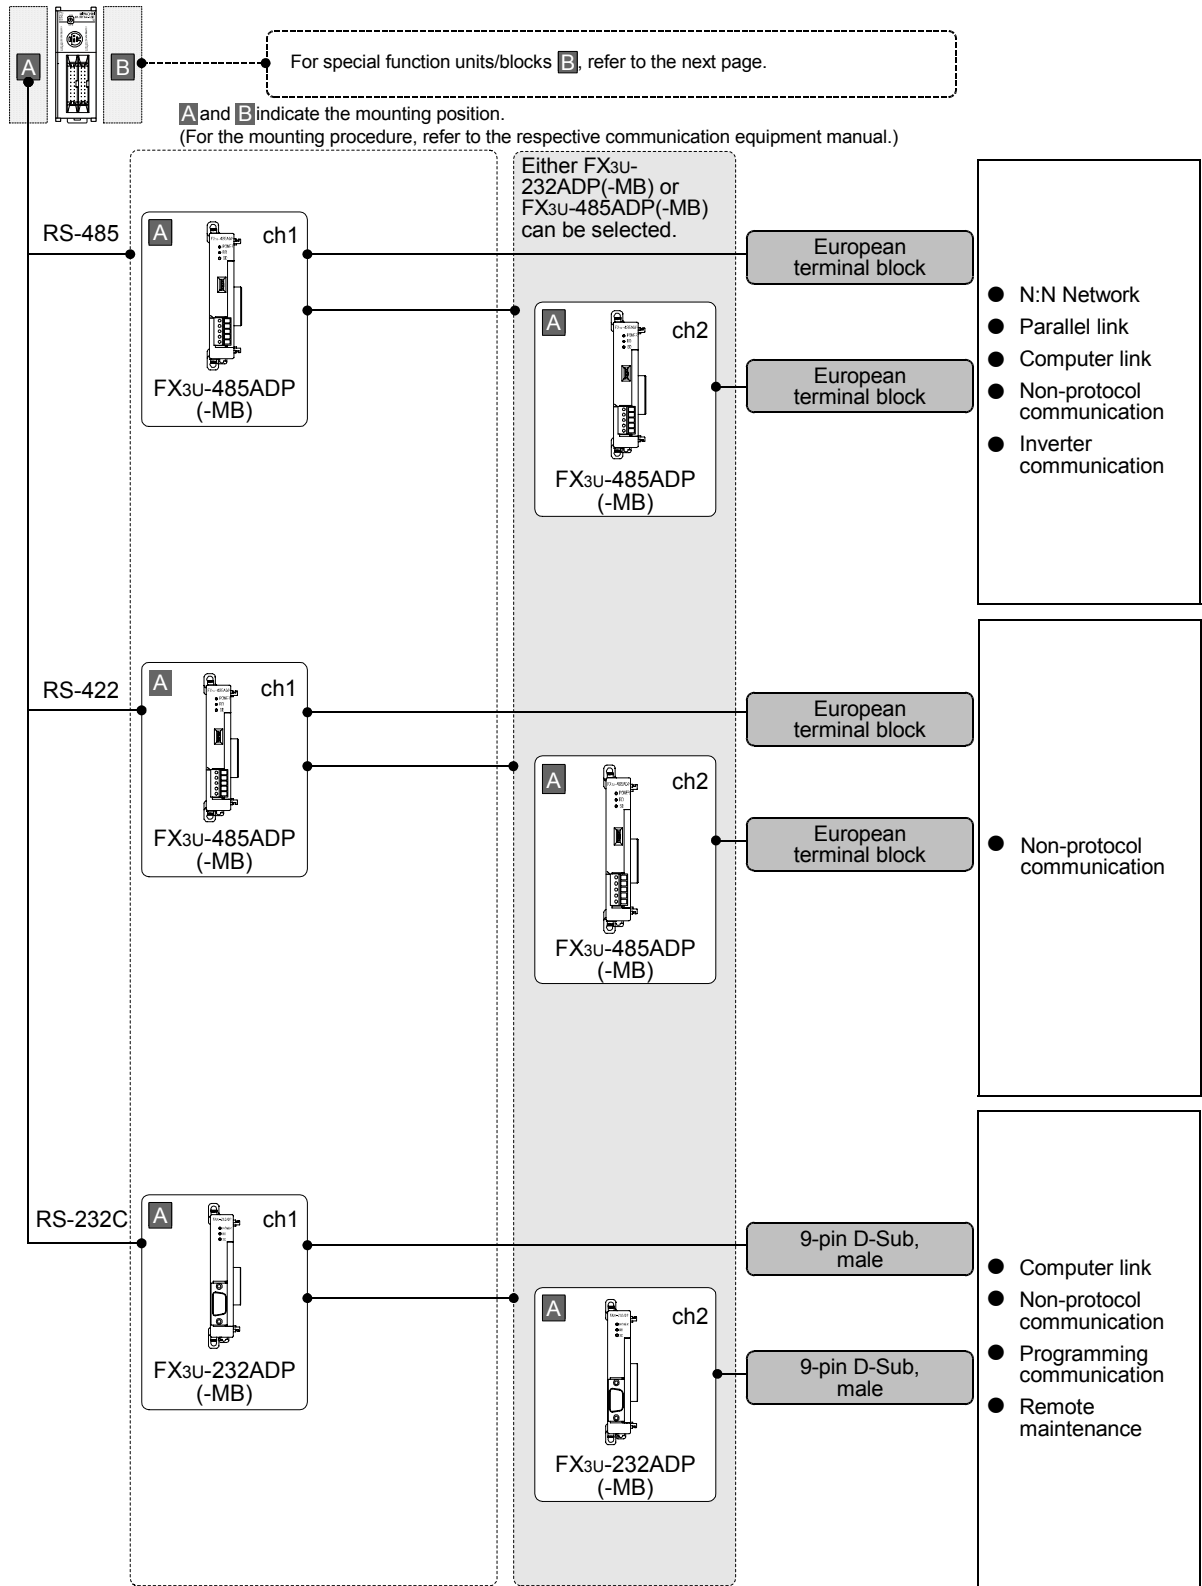 A
B
For special function units/blocks B, refer to the next page.
A and B indicate the mounting position.
(For the mounting procedure, refer to the respective communication equipment manual.)
Either FX3U-
232ADP(-MB) or
FX3U-485ADP(-MB)
can be selected.
RS-485
A
ch1
FX3U-485ADP
(-MB)
A
ch2
FX3U-485ADP
(-MB)
European
terminal block
European
terminal block
● N:N Network
● Parallel link
● Computer link
● Non-protocol
communication
● Inverter
communication
RS-422
A
ch1
FX3U-485ADP
(-MB)
A
ch2
FX3U-485ADP
(-MB)
European
terminal block
European
terminal block
● Non-protocol
communication
RS-232C
A
ch1
FX3U-232ADP
(-MB)
A
ch2
FX3U-232ADP
(-MB)
9-pin D-Sub,
male
9-pin D-Sub,
male
● Computer link
● Non-protocol
communication
● Programming
communication
● Remote
maintenance